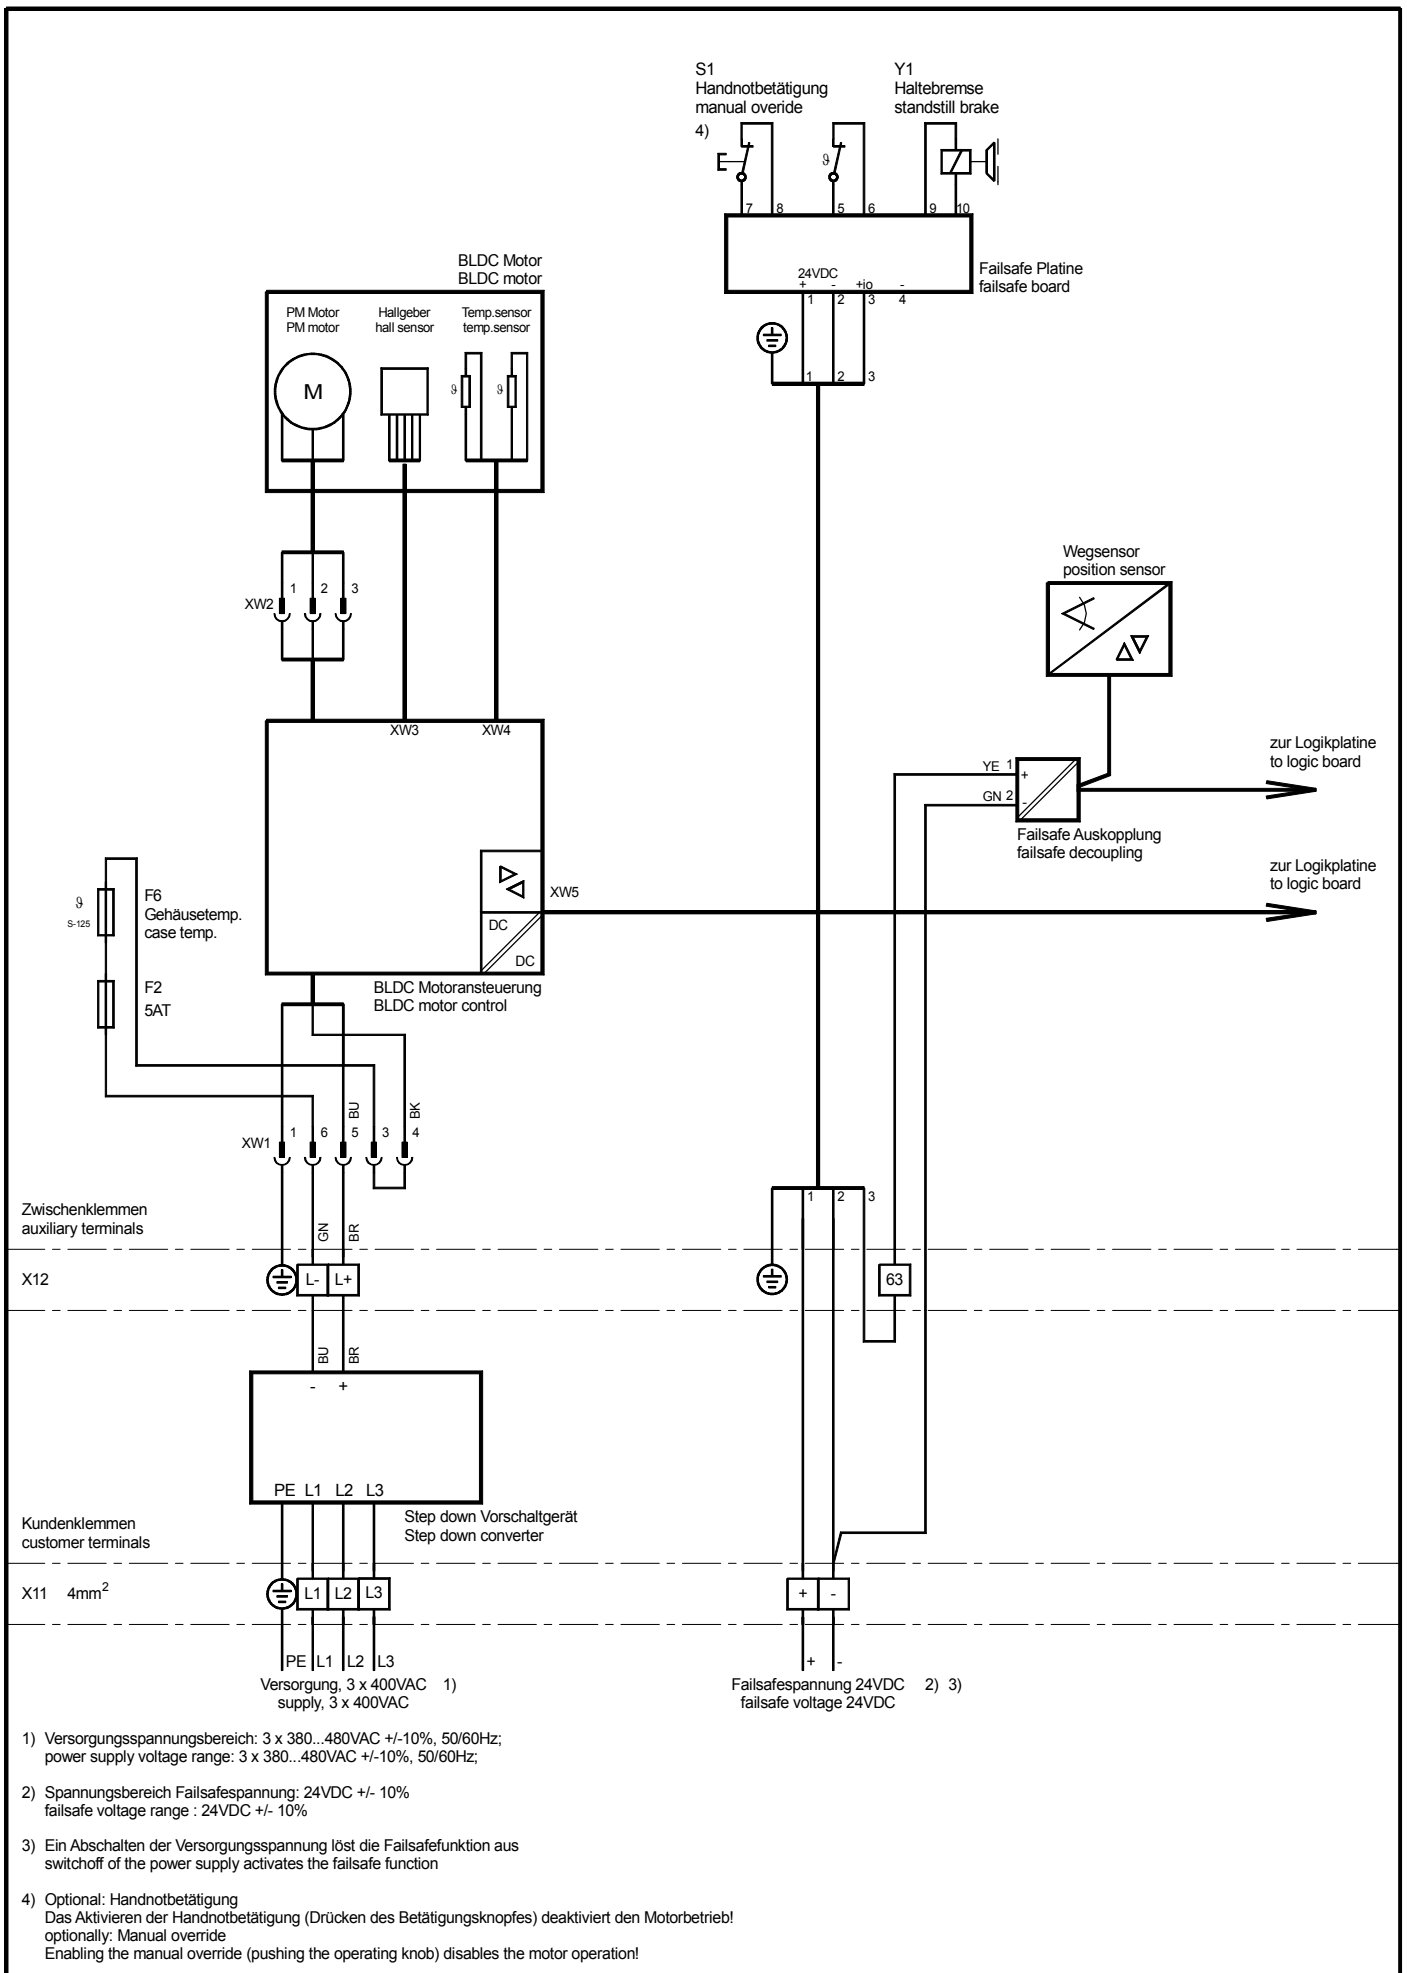 S1
Handnotbetätigung
manual overide
4)
Y1
Haltebremse
standstill brake
ϑ
7 8 5 6 9 10
24VDC
+ - +io -
1 2 3 4
Failsafe Platine
failsafe board
1 2 3
BLDC Motor
BLDC motor
PM Motor
PM motor
Hallgeber
hall sensor
Temp.sensor
temp.sensor
M
ϑ ϑ
XW2
1 2 3
Wegsensor
position sensor
XW3 XW4
zur Logikplatine
to logic board
YE 1 +
GN 2 -
Failsafe Auskopplung
failsafe decoupling
zur Logikplatine
to logic board
XW5
DC
DC
BLDC Motoransteuerung
BLDC motor control
ϑ
S-125
F6
Gehäusetemp.
case temp.
F2
5AT
BU BK
XW1
1 6 5 3 4
GN BR
1 2 3
Zwischenklemmen
auxiliary terminals
X12
L- L+
63
BU BR
- +
PE L1 L2 L3
Step down Vorschaltgerät
Step down converter
Kundenklemmen
customer terminals
X11 4mm2
L1 L2 L3
+ -
PE L1 L2 L3
+ -
Versorgung, 3 x 400VAC 1)
supply, 3 x 400VAC
Failsafespannung 24VDC 2) 3)
failsafe voltage 24VDC
1) Versorgungsspannungsbereich: 3 x 380...480VAC +/-10%, 50/60Hz;
power supply voltage range: 3 x 380...480VAC +/-10%, 50/60Hz;
2) Spannungsbereich Failsafespannung: 24VDC +/- 10%
failsafe voltage range : 24VDC +/- 10%
3) Ein Abschalten der Versorgungsspannung löst die Failsafefunktion aus
switchoff of the power supply activates the failsafe function
4) Optional: Handnotbetätigung
Das Aktivieren der Handnotbetätigung (Drücken des Betätigungsknopfes) deaktiviert den Motorbetrieb!
optionally: Manual override
Enabling the manual override (pushing the operating knob) disables the motor operation!